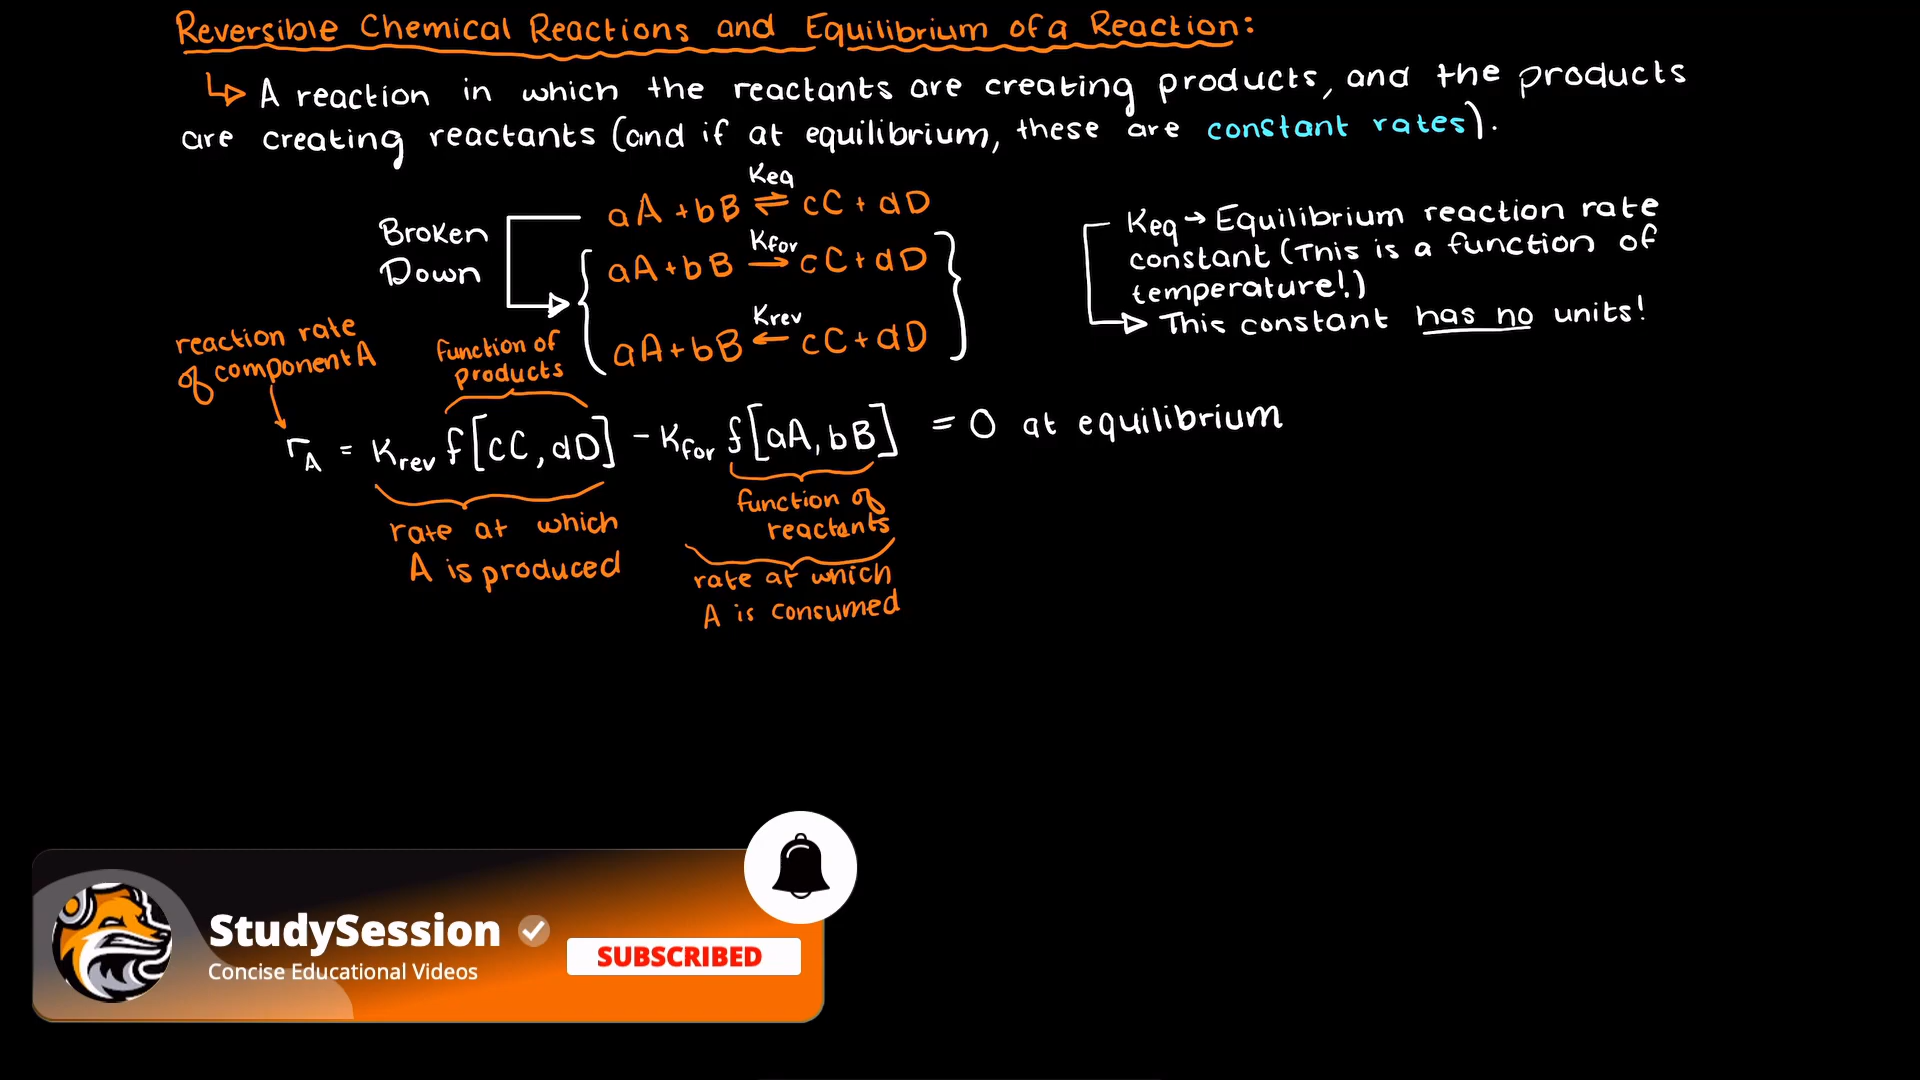 Reversible Chemical Reactions and Equilibrium of a Reaction:
↳ A reaction in which the reactants are creating products, and the products
are creating reactants (and if at equilibrium, these are constant rates).
Broken
Down
Keq
aA + bB ⇌ cC + dD
Kfor
aA + bB → cC + dD
Krev
aA + bB ← cC + dD
Keq → Equilibrium reaction rate
constant (This is a function of
temperature!)
→ This constant has no units!
reaction rate
of component A
function of
products
r_A = K_rev f[cC, dD] - K_for f[aA, bB] = 0 at equilibrium
rate at which
A is produced
function of
reactants
rate at which
A is consumed
StudySession
Concise Educational Videos
SUBSCRIBED